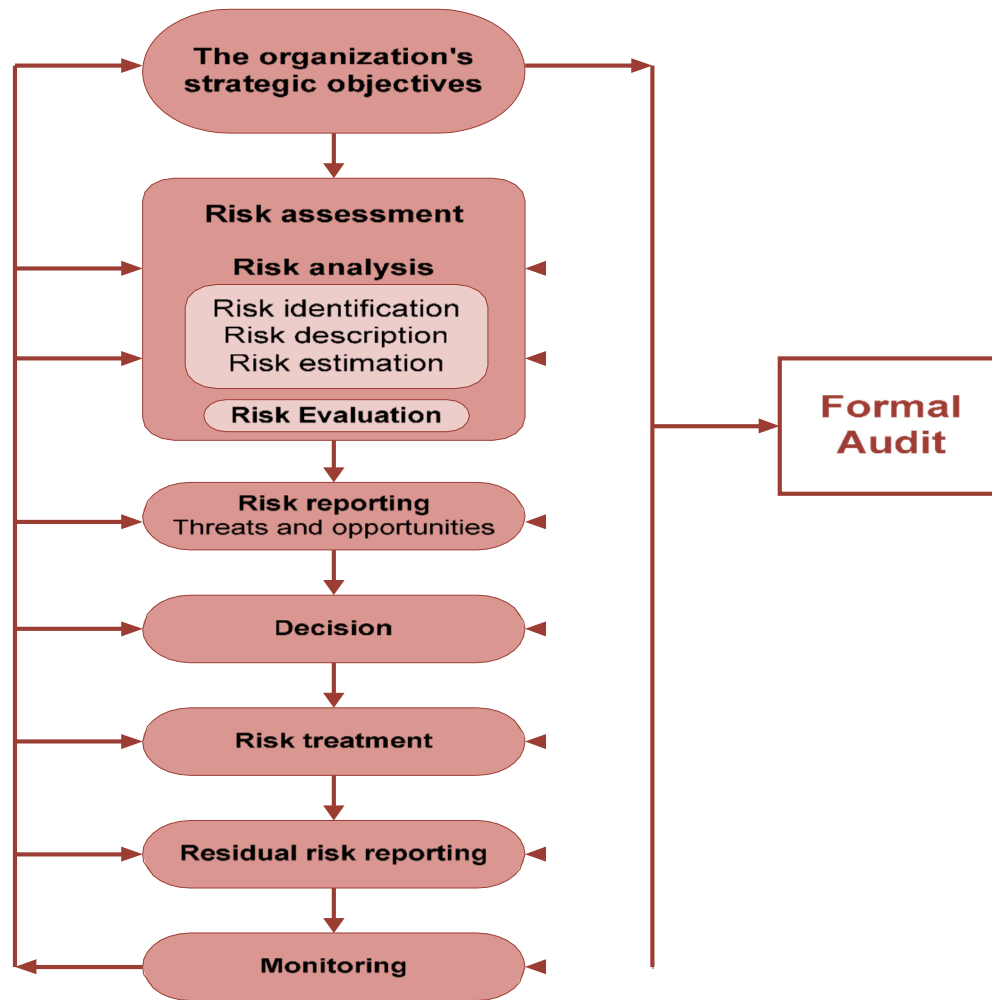 The organization's
strategic objectives
Risk assessment
Risk analysis
Risk identification
Risk description
Risk estimation
Risk Evaluation
Risk reporting
Threats and opportunities
Decision
Risk treatment
Residual risk reporting
Monitoring
Formal
Audit